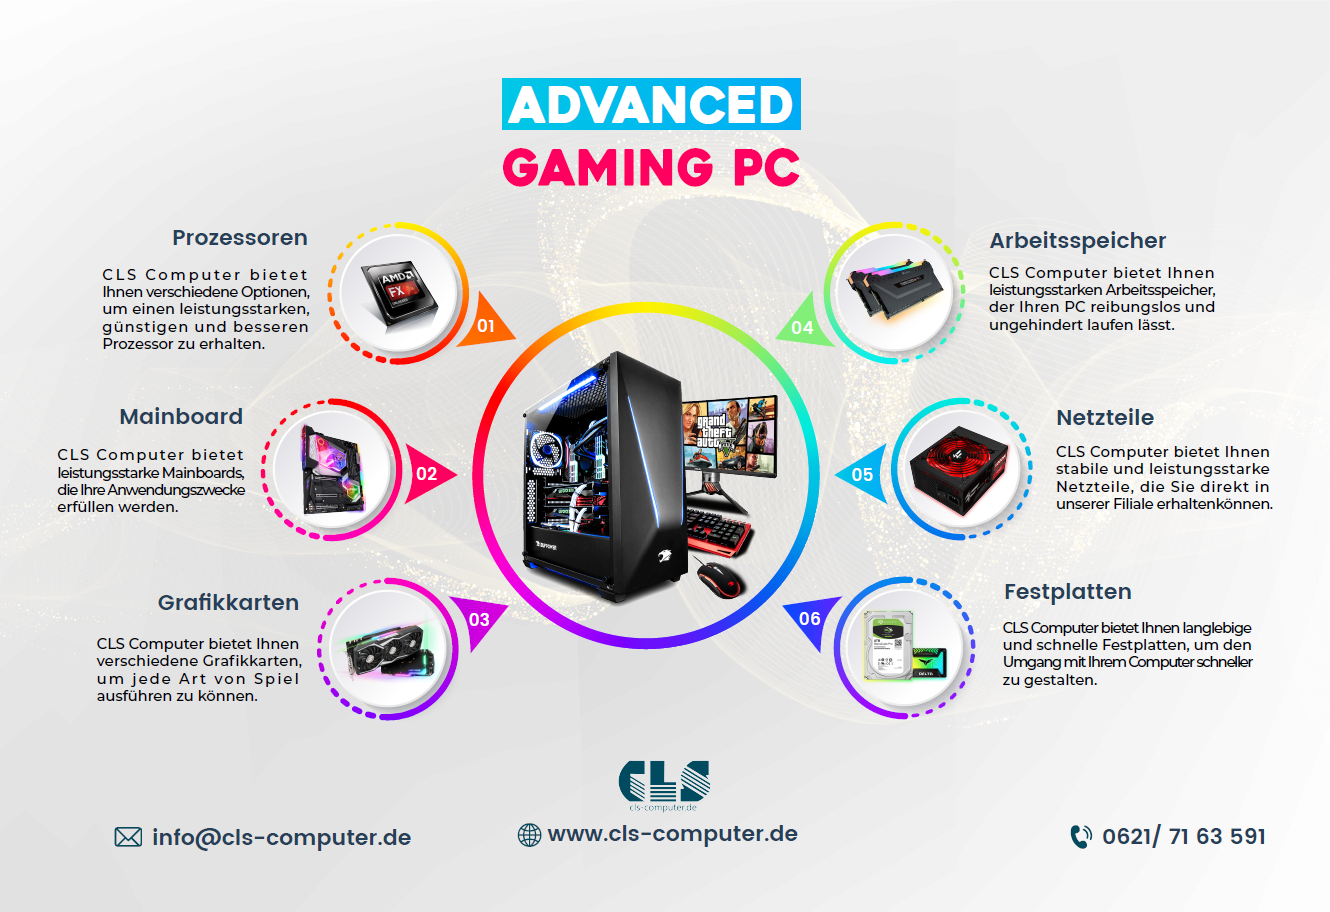 ADVANCED
GAMING PC
Prozessoren
CLS Computer bietet
Ihnen verschiedene Optionen,
um einen leistungsstarken,
günstigen und besseren
Prozessor zu erhalten.
AMD
FX
01
Mainboard
CLS Computer bietet
leistungsstarke Mainboards,
die Ihre Anwendungszwecke
erfüllen werden.
02
Grafikkarten
CLS Computer bietet Ihnen
verschiedene Grafikkarten,
um jede Art von Spiel
ausführen zu können.
03
grand
theft
auto
Arbeitsspeicher
CLS Computer bietet Ihnen
leistungsstarken Arbeitsspeicher,
der Ihren PC reibungslos und
ungehindert laufen lässt.
04
Netzteile
CLS Computer bietet Ihnen
stabile und leistungsstarke
Netzteile, die Sie direkt in
unserer Filiale erhaltenkönnen.
05
Festplatten
CLS Computer bietet Ihnen langlebige
und schnelle Festplatten, um den
Umgang mit Ihrem Computer schneller
zu gestalten.
06
DELTA
CLS
cls-computer.de
info@cls-computer.de
www.cls-computer.de
0621/ 71 63 591